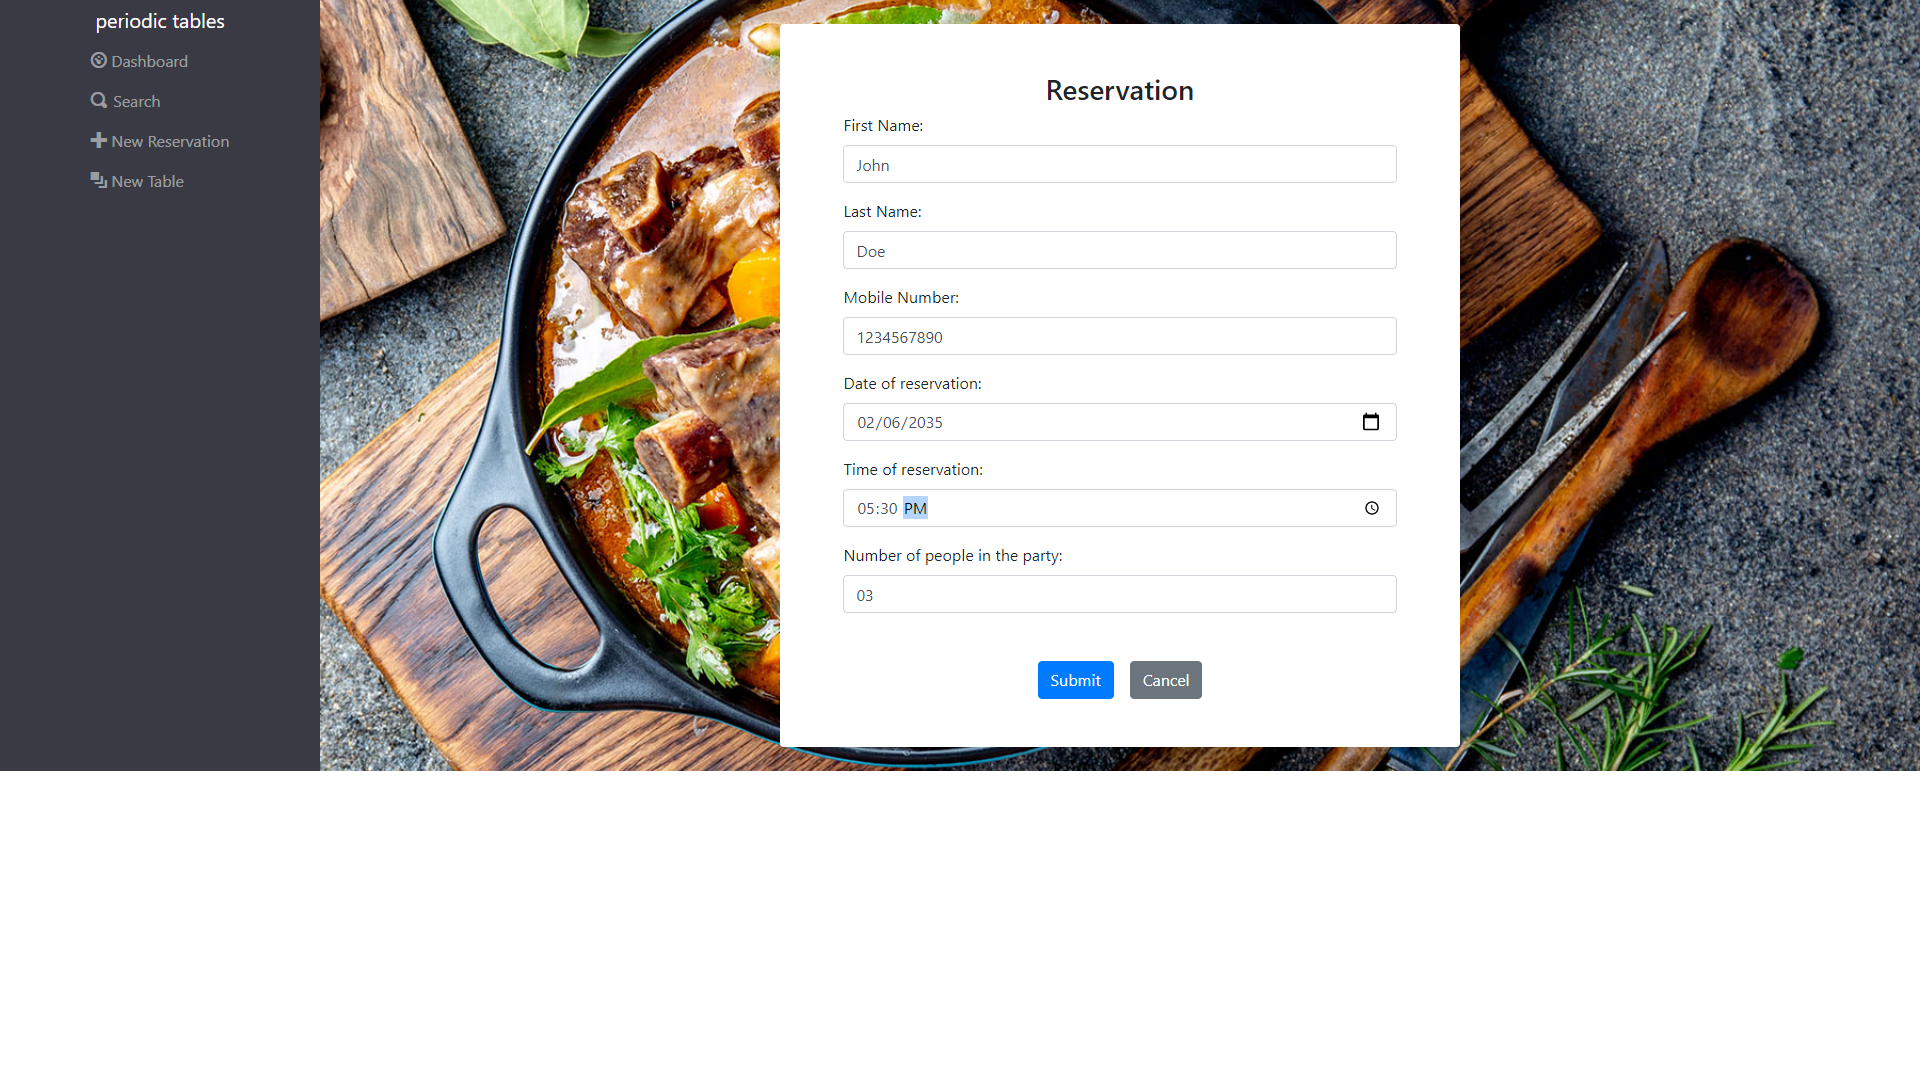 periodic tables
Dashboard
Search
New Reservation
New Table
Reservation
First Name:
John
Last Name:
Doe
Mobile Number:
1234567890
Date of reservation:
02/06/2035
Time of reservation:
05:30 PM
Number of people in the party:
03
Submit Cancel